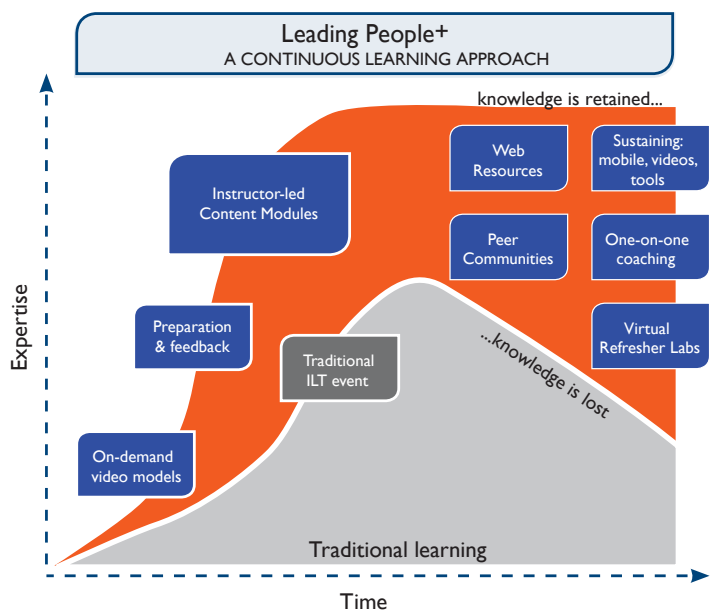 Leading People+
A CONTINUOUS LEARNING APPROACH
knowledge is retained...
Web
Resources
Sustaining:
mobile, videos,
tools
Instructor-led
Content Modules
Peer
Communities
One-on-one
coaching
Preparation
& feedback
Virtual
Refresher Labs
Traditional
ILT event
...knowledge is lost
On-demand
video models
Traditional learning
Expertise
Time